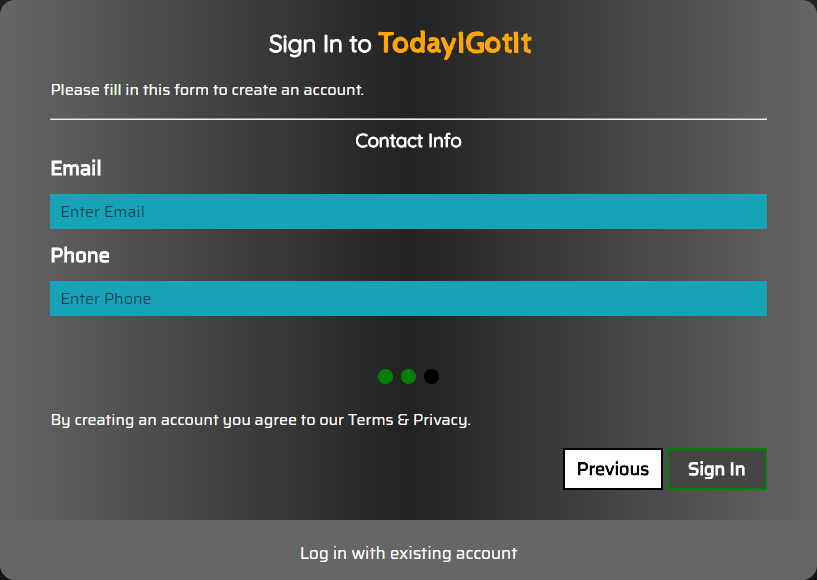 Sign In to TodayIGotIt
Please fill in this form to create an account.
Contact Info
Email
Enter Email
Phone
Enter Phone
By creating an account you agree to our Terms & Privacy.
Previous Sign In
Log in with existing account